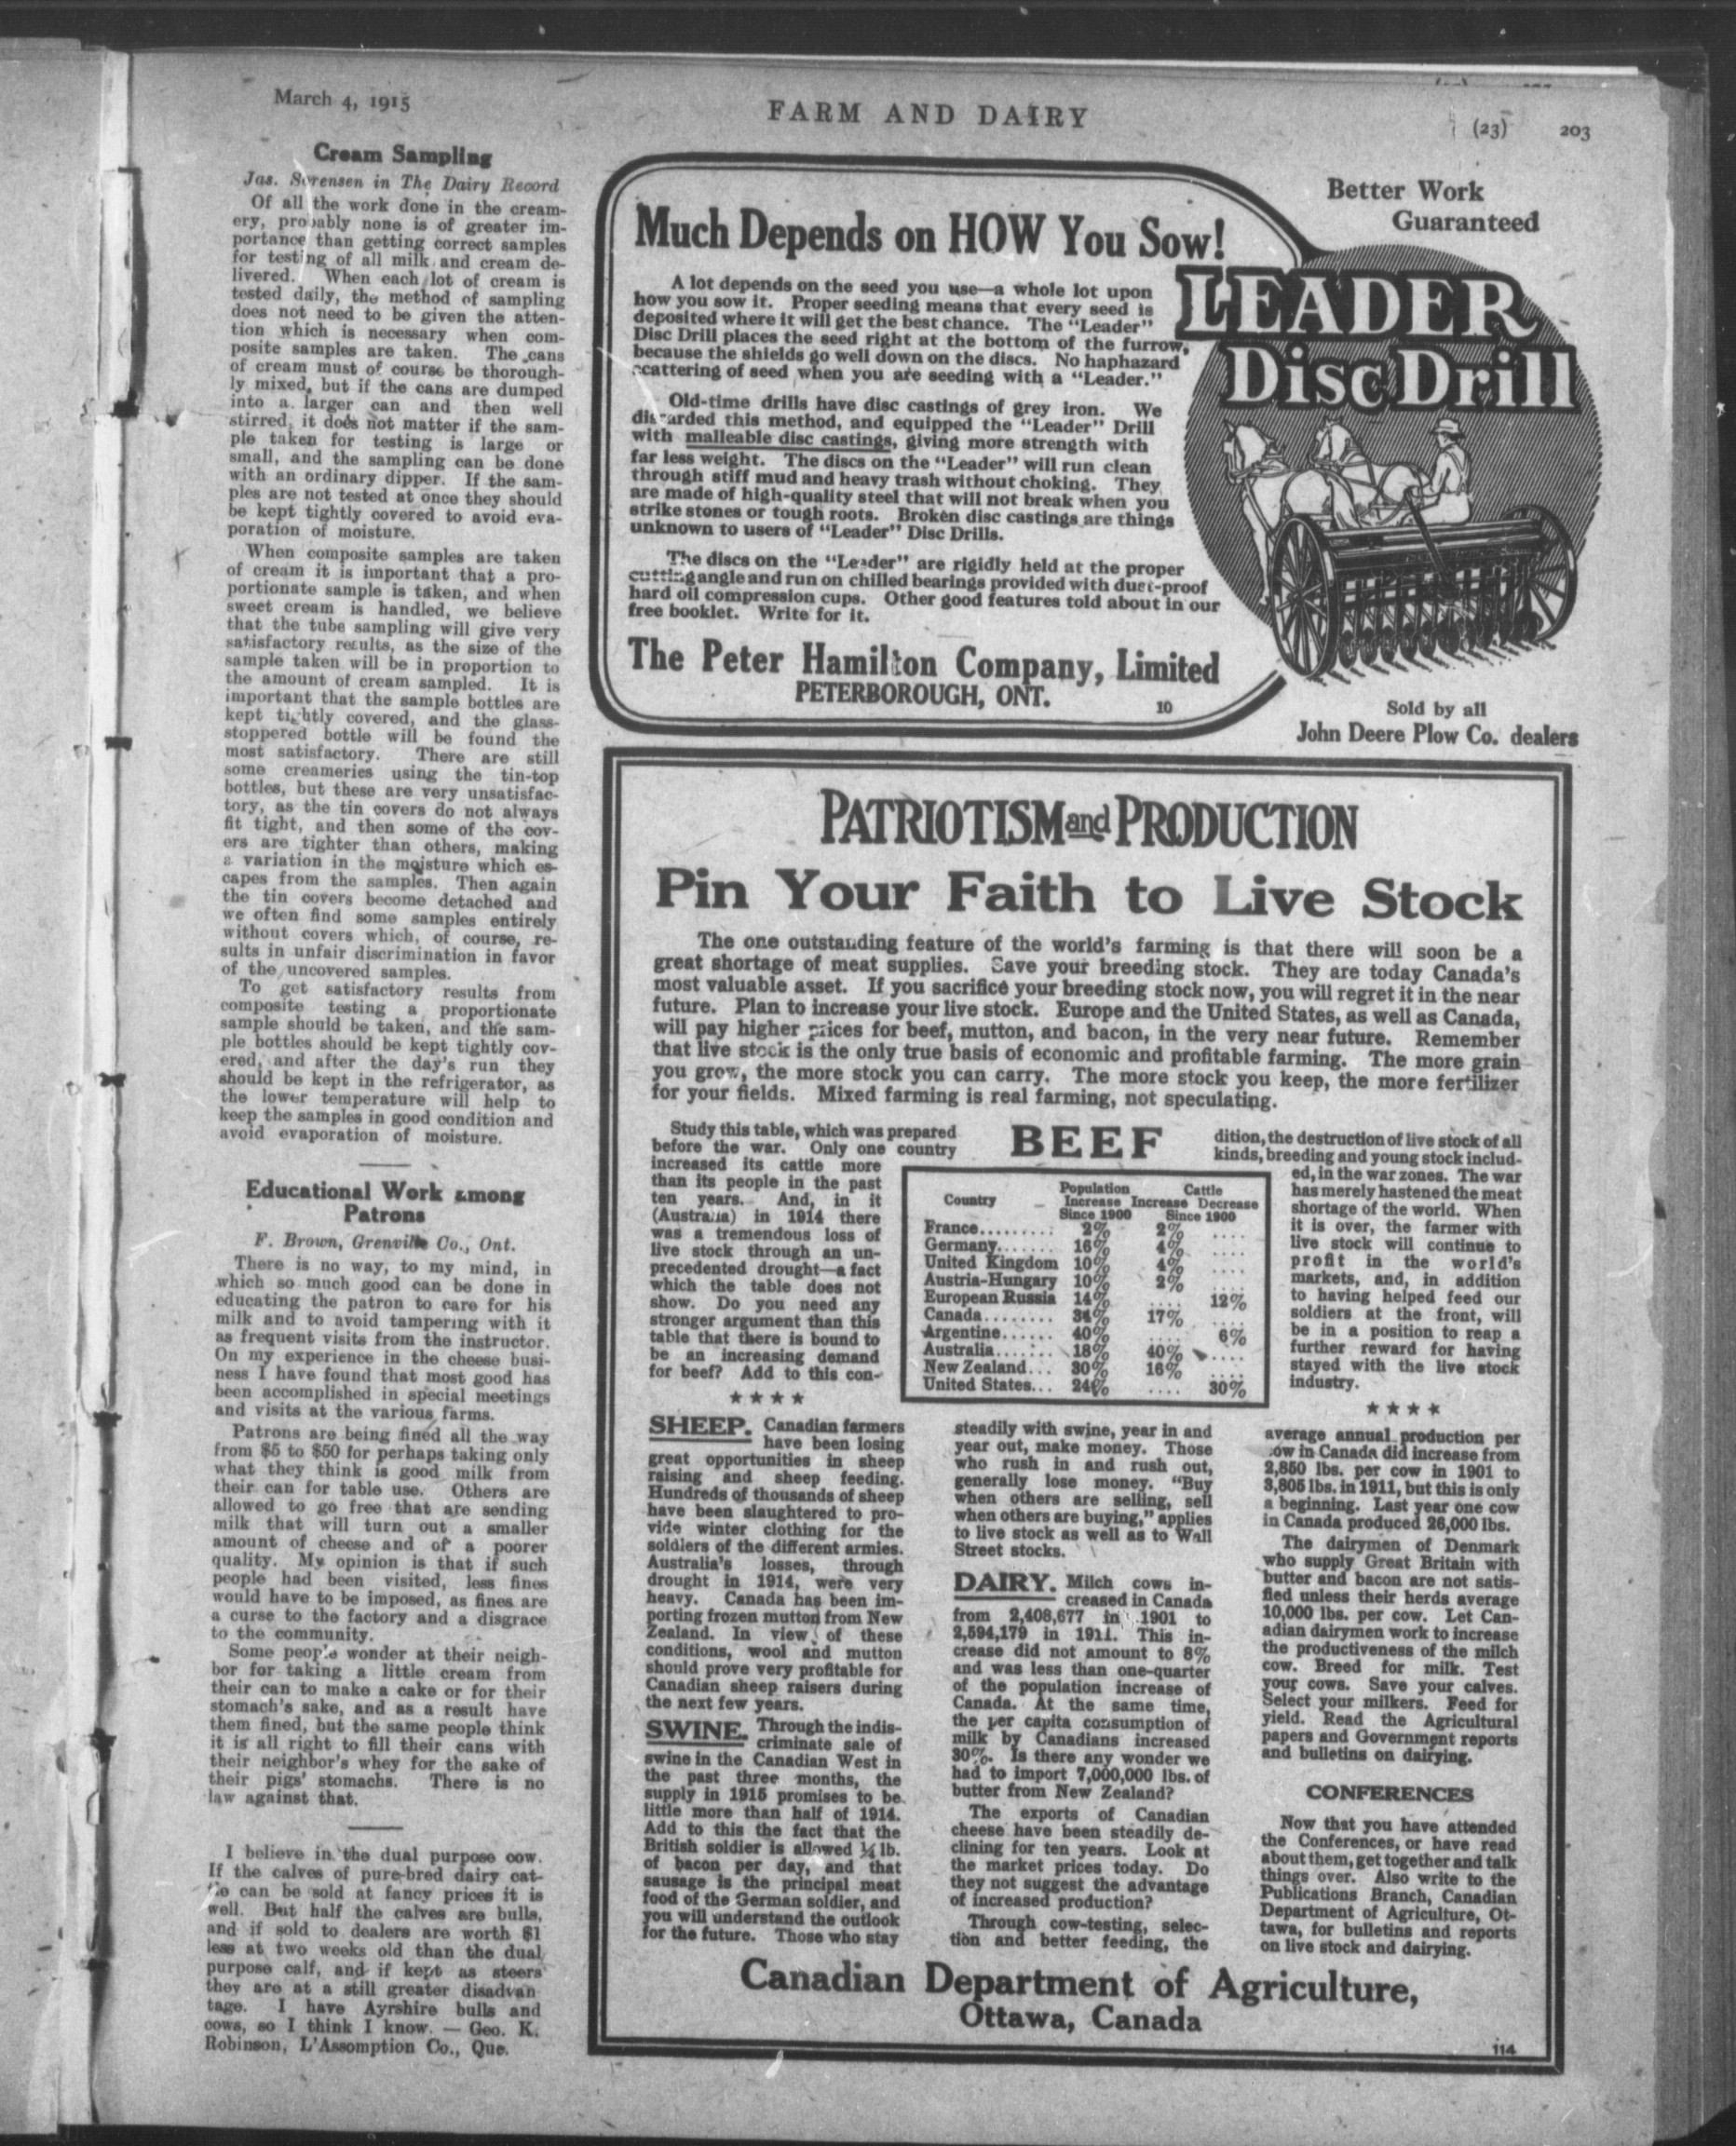 March 4, 1915
FARM AND DAIRY
(23) 203
Cream Sampling
Jas. Sorensen in The Dairy Record
Of all the work done in the cream-
ery, probably none is of greater im-
portance than getting correct samples
for testing of all milk and cream de-
livered. When each lot of cream is
tested daily, the method of sampling
does not need to be given the atten-
tion which is necessary when com-
posite samples are taken. The cans
of cream must of course be thorough-
ly mixed, but if the cans are dumped
into a larger can and then well
stirred, it does not matter if the sam-
ple taken for testing is large or
small, and the sampling can be done
with an ordinary dipper. If the sam-
ples are not tested at once they should
be kept tightly covered to avoid eva-
poration of moisture.
When composite samples are taken
of cream it is important that a pro-
portionate sample is taken, and when
sweet cream is handled, we believe
that the tube sampling will give very
satisfactory results, as the size of the
sample taken will be in proportion to
the amount of cream sampled. It is
important that the sample bottles are
kept tightly covered, and the glass-
stoppered bottle will be found the
most satisfactory. There are still
some creameries using the tin-top
bottles, but these are very unsatisfac-
tory, as the tin covers do not always
fit tight, and then some of the cov-
ers are tighter than others, making
a variation in the moisture which es-
capes from the samples. Then again
the tin covers become detached and
we often find some samples entirely
without covers which, of course, re-
sults in unfair discrimination in favor
of the uncovered samples.
To get satisfactory results from
composite testing a proportionate
sample should be taken, and the sam-
ple bottles should be kept tightly cov-
ered, and after the day's run they
should be kept in the refrigerator, as
the lower temperature will help to
keep the samples in good condition and
avoid evaporation of moisture.
Educational Work among
Patrons
F. Brown, Grenville Co., Ont.
There is no way, to my mind, in
which so much good can be done in
educating the patron to care for his
milk and to avoid tampering with it
as frequent visits from the instructor.
On my experience in the cheese busi-
ness I have found that most good has
been accomplished in special meetings
and visits at the various farms.
Patrons are being fined all the way
from $5 to $50 for perhaps taking only
what they think is good milk from
their can for table use. Others are
allowed to go free that are sending
milk that will turn out a smaller
amount of cheese and of a poorer
quality. My opinion is that if such
people had been visited, less fines
would have to be imposed, as fines are
a curse to the factory and a disgrace
to the community.
Some people wonder at their neigh-
bor for taking a little cream from
their can to make a cake or for their
stomach's sake, and as a result have
them fined, but the same people think
it is all right to fill their cans with
their neighbor's whey for the sake of
their pigs' stomachs. There is no
law against that.
I believe in the dual purpose cow.
If the calves of pure-bred dairy cat-
tle can be sold at fancy prices it is
well. But half the calves are bulls,
and if sold to dealers are worth $1
less at two weeks old than the dual
purpose calf, and if kept as steers
they are at a still greater disadvan
tage. I have Ayrshire bulls and
cows, so I think I know. — Geo. K.
Robinson, L'Assomption Co., Que.
Much Depends on HOW You Sow!
A lot depends on the seed you use—a whole lot upon
how you sow it. Proper seeding means that every seed is
deposited where it will get the best chance. The "Leader"
Disc Drill places the seed right at the bottom of the furrow,
because the shields go well down on the discs. No haphazard
scattering of seed when you are seeding with a "Leader."
Old-time drills have disc castings of grey iron. We
discarded this method, and equipped the "Leader" Drill
with malleable disc castings, giving more strength with
far less weight. The discs on the "Leader" will run clean
through stiff mud and heavy trash without choking. They
are made of high-quality steel that will not break when you
strike stones or tough roots. Broken disc castings are things
unknown to users of "Leader" Disc Drills.
The discs on the "Leader" are rigidly held at the proper
cutting angle and run on chilled bearings provided with dust-proof
hard oil compression cups. Other good features told about in our
free booklet. Write for it.
The Peter Hamilton Company, Limited
PETERBOROUGH, ONT.
10
Better Work
Guaranteed
LEADER
Disc Drill
Sold by all
John Deere Plow Co. dealers
PATRIOTISM and PRODUCTION
Pin Your Faith to Live Stock
The one outstanding feature of the world's farming is that there will soon be a
great shortage of meat supplies. Save your breeding stock. They are today Canada's
most valuable asset. If you sacrifice your breeding stock now, you will regret it in the near
future. Plan to increase your live stock. Europe and the United States, as well as Canada,
will pay higher prices for beef, mutton, and bacon, in the very near future. Remember
that live stock is the only true basis of economic and profitable farming. The more grain
you grow, the more stock you can carry. The more stock you keep, the more fertilizer
for your fields. Mixed farming is real farming, not speculating.
Study this table, which was prepared
before the war. Only one country
increased its cattle more
than its people in the past
ten years. And, in it
(Australia) in 1914 there
was a tremendous loss of
live stock through an un-
precedented drought—a fact
which the table does not
show. Do you need any
stronger argument than this
table that there is bound to
be an increasing demand
for beef? Add to this con-
BEEF
Country Population Cattle
Increase Increase Decrease
Since 1900 Since 1900
France......... 2% 2% ....
Germany....... 16% 4% ....
United Kingdom 10% 4% ....
Austria-Hungary 10% 2% ....
European Russia 14% .... 12%
Canada......... 34% 17% ....
Argentine...... 40% .... 6%
Australia....... 18% 40% ....
New Zealand... 30% 16%
United States... 24% .... 30%
dition, the destruction of live stock of all
kinds, breeding and young stock includ-
ed, in the war zones. The war
has merely hastened the meat
shortage of the world. When
it is over, the farmer with
live stock will continue to
profit in the world's
markets, and, in addition
to having helped feed our
soldiers at the front, will
be in a position to reap a
further reward for having
stayed with the live stock
industry.
★★★★
★★★★
SHEEP. Canadian farmers
have been losing
great opportunities in sheep
raising and sheep feeding.
Hundreds of thousands of sheep
have been slaughtered to pro-
vide winter clothing for the
soldiers of the different armies.
Australia's losses, through
drought in 1914, were very
heavy. Canada has been im-
porting frozen mutton from New
Zealand. In view of these
conditions, wool and mutton
should prove very profitable for
Canadian sheep raisers during
the next few years.
SWINE. Through the indis-
criminate sale of
swine in the Canadian West in
the past three months, the
supply in 1915 promises to be
little more than half of 1914.
Add to this the fact that the
British soldier is allowed ¼ lb.
of bacon per day, and that
sausage is the principal meat
food of the German soldier, and
you will understand the outlook
for the future. Those who stay
steadily with swine, year in and
year out, make money. Those
who rush in and rush out,
generally lose money. "Buy
when others are selling, sell
when others are buying," applies
to live stock as well as to Wall
Street stocks.
DAIRY. Milch cows in-
creased in Canada
from 2,408,677 in 1901 to
2,594,179 in 1911. This in-
crease did not amount to 8%
and was less than one-quarter
of the population increase of
Canada. At the same time,
the per capita consumption of
milk by Canadians increased
30%. Is there any wonder we
had to import 7,000,000 lbs. of
butter from New Zealand?
The exports of Canadian
cheese have been steadily de-
clining for ten years. Look at
the market prices today. Do
they not suggest the advantage
of increased production?
Through cow-testing, selec-
tion and better feeding, the
average annual production per
cow in Canada did increase from
2,850 lbs. per cow in 1901 to
3,805 lbs. in 1911, but this is only
a beginning. Last year one cow
in Canada produced 26,000 lbs.
The dairymen of Denmark
who supply Great Britain with
butter and bacon are not satis-
fied unless their herds average
10,000 lbs. per cow. Let Can-
adian dairymen work to increase
the productiveness of the milch
cow. Breed for milk. Test
your cows. Save your calves.
Select your milkers. Feed for
yield. Read the Agricultural
papers and Government reports
and bulletins on dairying.
CONFERENCES
Now that you have attended
the Conferences, or have read
about them, get together and talk
things over. Also write to the
Publications Branch, Canadian
Department of Agriculture, Ot-
tawa, for bulletins and reports
on live stock and dairying.
Canadian Department of Agriculture,
Ottawa, Canada
114